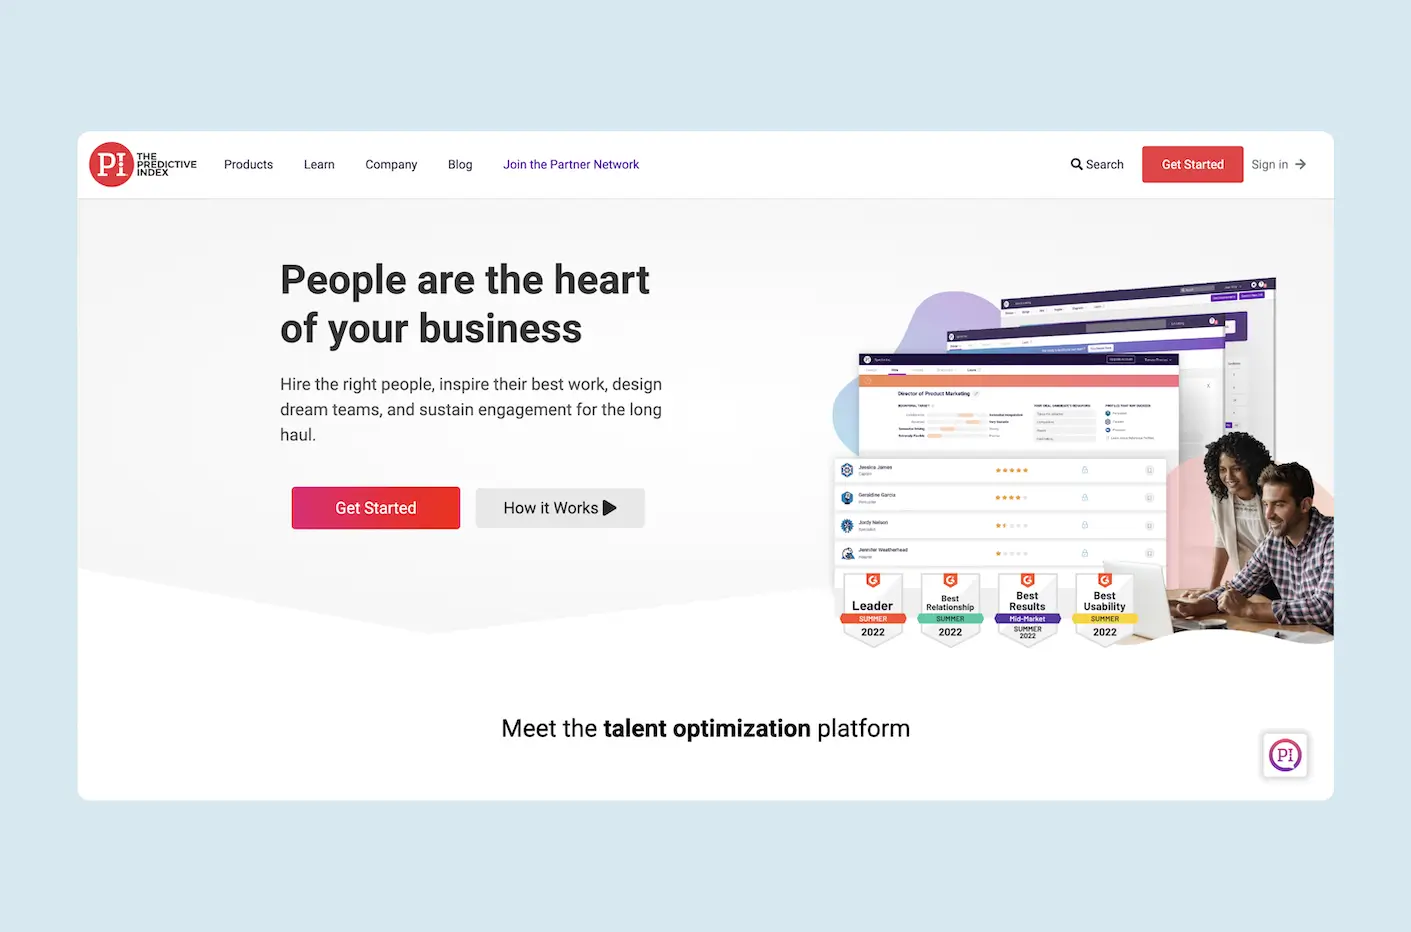 PI THE
PREDICTIVE
INDEX
Products
Learn
Company
Blog
Join the Partner Network
Search
Get Started
Sign in
People are the heart
of your business
Hire the right people, inspire their best work, design
dream teams, and sustain engagement for the long
haul.
Get Started
How it Works
Director of Product Marketing
Jessica James
Captain
Geraldine Garcia
Persuader
Jordy Nelson
Specialist
Jennifer Weatherhead
Leader
SUMMER
2022
Best
Relationship
SUMMER
2022
Best
Results
Mid-Market
SUMMER
2022
Best
Usability
SUMMER
2022
Meet the talent optimization platform
PI